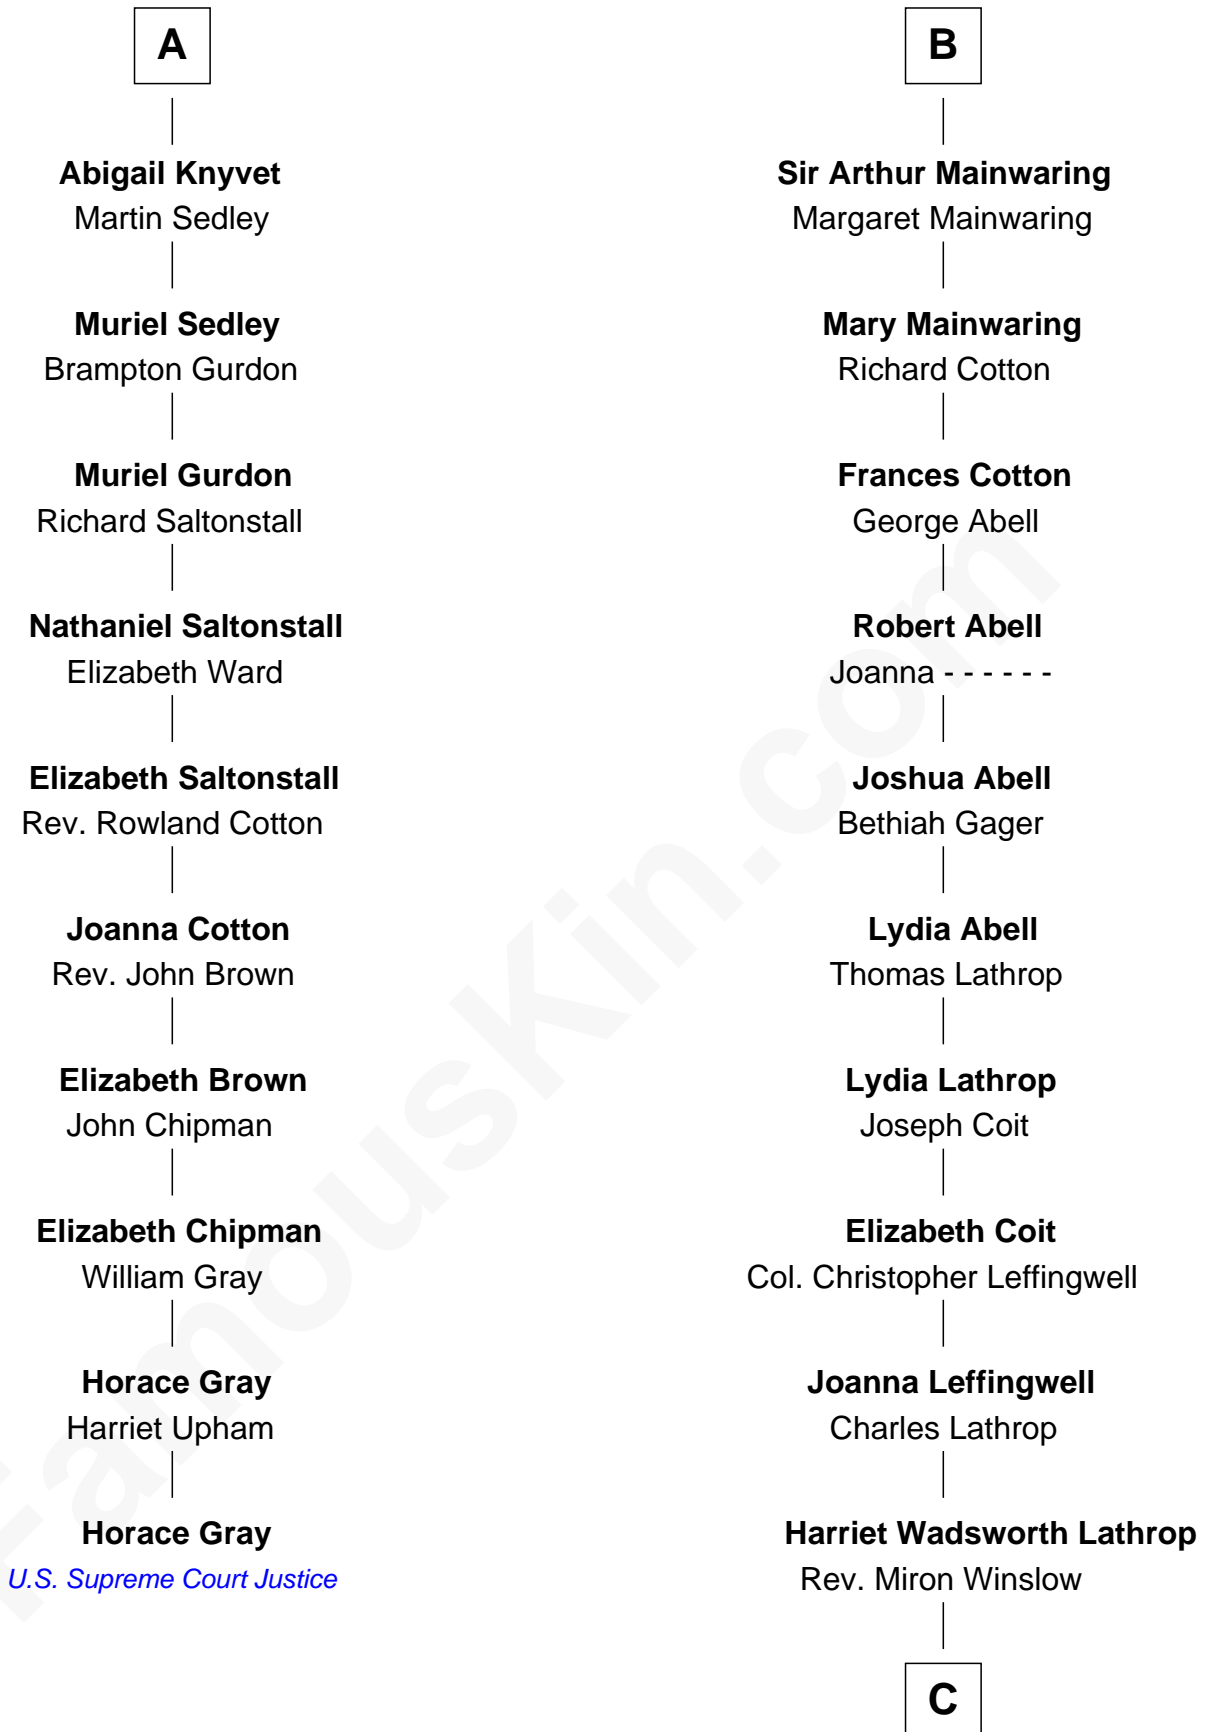 A
Abigail Knyvet
Martin Sedley
Muriel Sedley
Brampton Gurdon
Muriel Gurdon
Richard Saltonstall
Nathaniel Saltonstall
Elizabeth Ward
Elizabeth Saltonstall
Rev. Rowland Cotton
Joanna Cotton
Rev. John Brown
Elizabeth Brown
John Chipman
Elizabeth Chipman
William Gray
Horace Gray
Harriet Upham
Horace Gray
U.S. Supreme Court Justice
B
Sir Arthur Mainwaring
Margaret Mainwaring
Mary Mainwaring
Richard Cotton
Frances Cotton
George Abell
Robert Abell
Joanna - - - - - -
Joshua Abell
Bethiah Gager
Lydia Abell
Thomas Lathrop
Lydia Lathrop
Joseph Coit
Elizabeth Coit
Col. Christopher Leffingwell
Joanna Leffingwell
Charles Lathrop
Harriet Wadsworth Lathrop
Rev. Miron Winslow
C
FamousKin.com